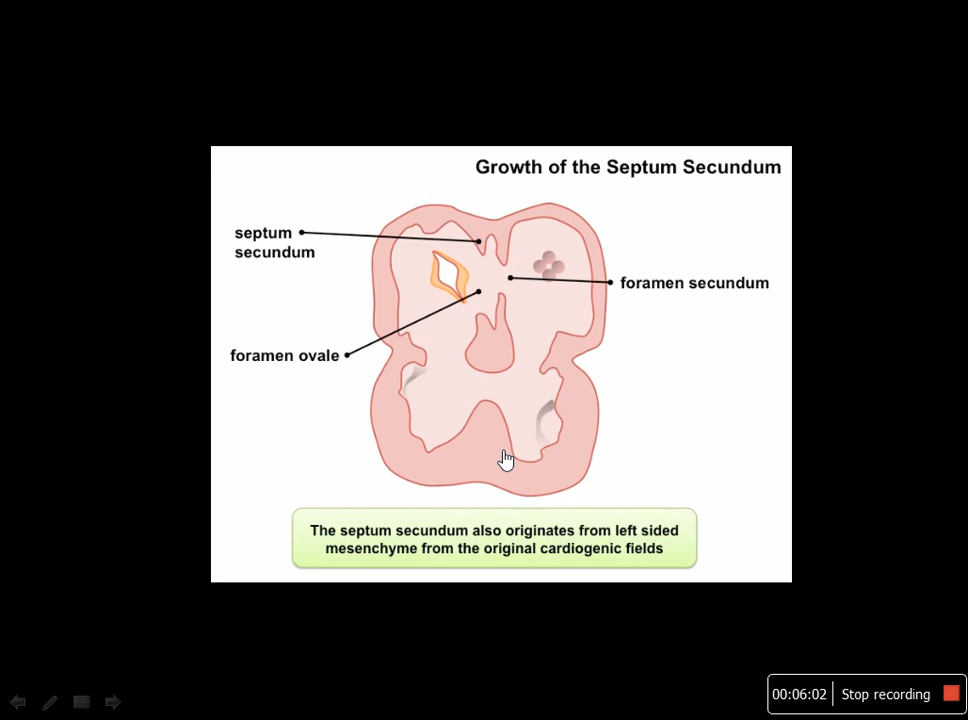 Growth of the Septum Secundum
septum
secundum
foramen secundum
foramen ovale
The septum secundum also originates from left sided
mesenchyme from the original cardiogenic fields
00:06:02 Stop recording